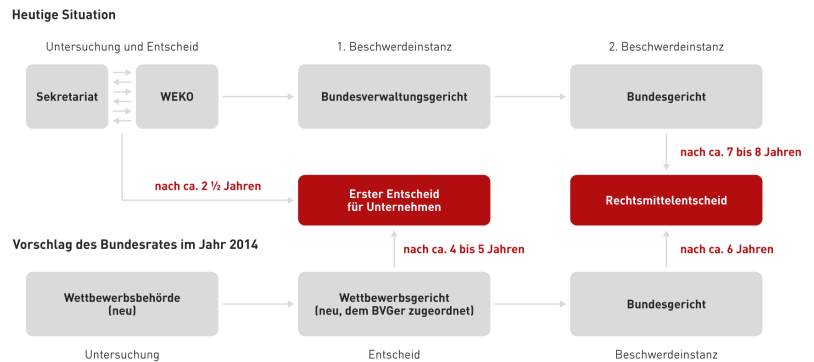 Heutige Situation
Untersuchung und Entscheid
1. Beschwerdeinstanz
2. Beschwerdeinstanz
Sekretariat
WEKO
Bundesverwaltungsgericht
Bundesgericht
nach ca. 7 bis 8 Jahren
nach ca. 2 ½ Jahren
Erster Entscheid
für Unternehmen
Rechtsmittelentscheid
Vorschlag des Bundesrates im Jahr 2014
nach ca. 4 bis 5 Jahren
nach ca. 6 Jahren
Wettbewerbsbehörde
(neu)
Wettbewerbsgericht
(neu, dem BVGer zugeordnet)
Bundesgericht
Untersuchung
Entscheid
Beschwerdeinstanz